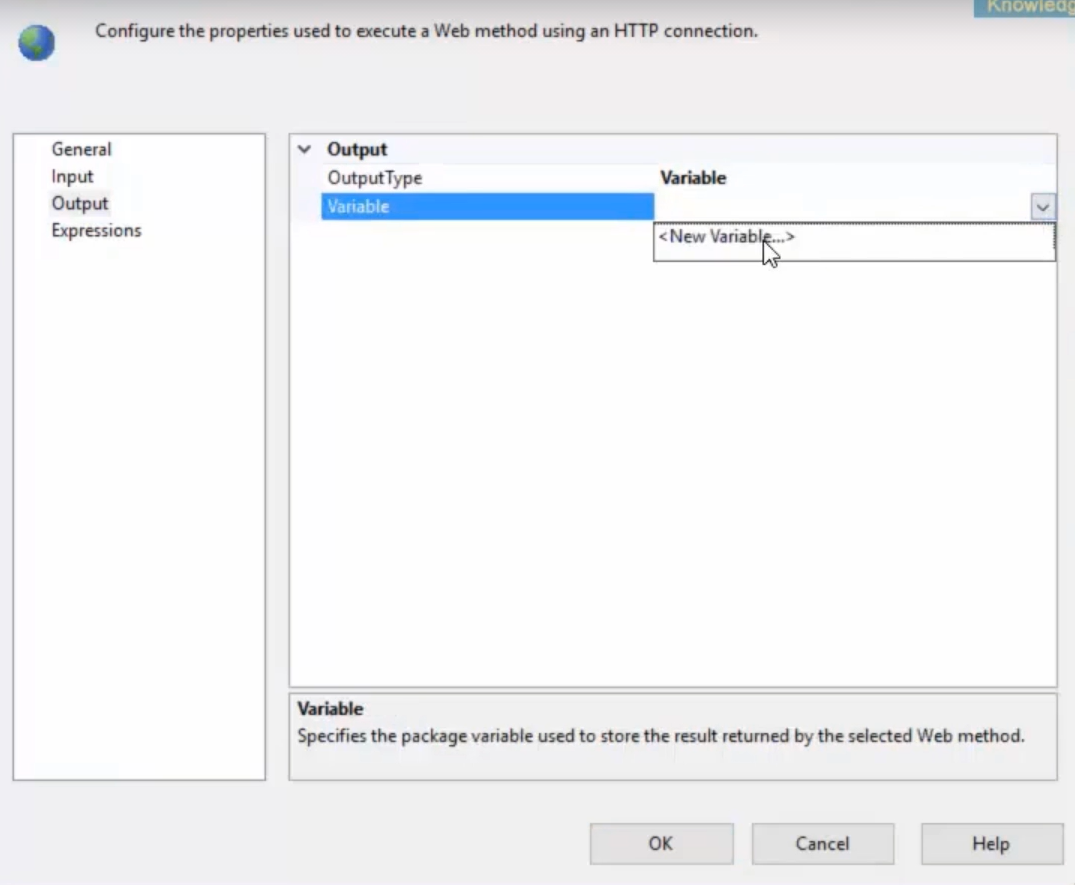 Configure the properties used to execute a Web method using an HTTP connection.
General
Input
Output
Expressions
Output
OutputType Variable
Variable
<New Variable...>
Variable
Specifies the package variable used to store the result returned by the selected Web method.
OK Cancel Help